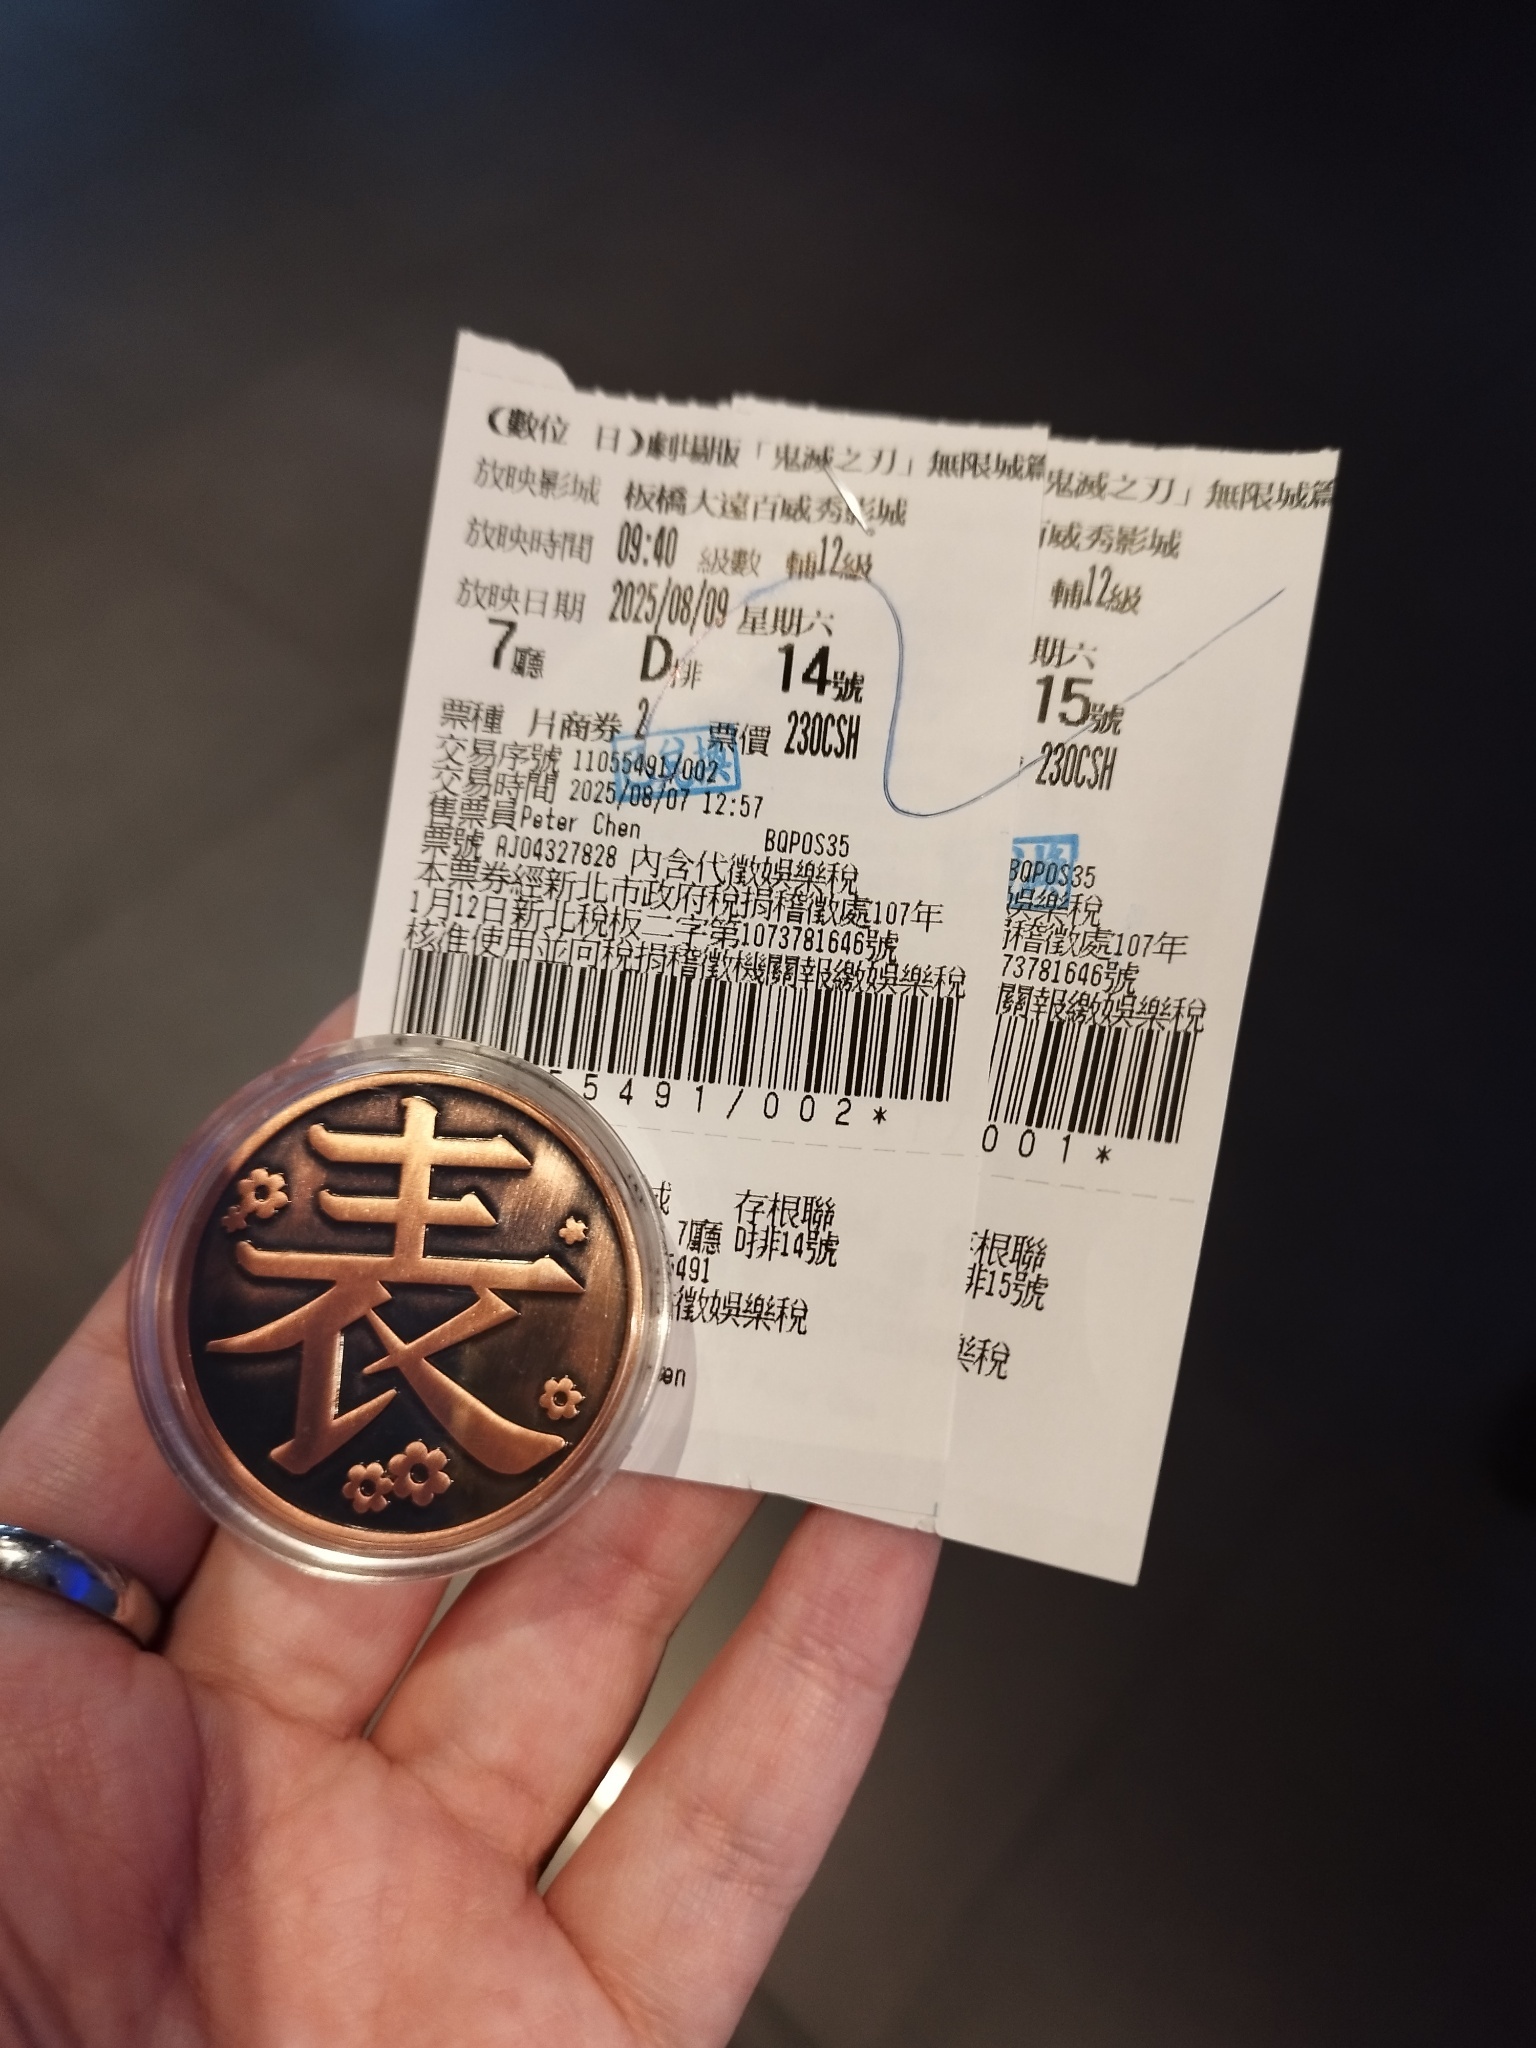 (數位 日)劇場版「鬼滅之刃」無限城篇
放映影城 板橋大遠百威秀影城
放映時間 09:40 級數 輔12級
放映日期 2025/08/09 星期六
7廳 D排 14號
票種 片商券2 票價 230CSH
已兌換
交易序號 11055491/002
交易時間 2025/08/07 12:57
售票員Peter Chen BQPOS35
票號 AJ04327828 內含代徵娛樂稅
本票券經新北市政府稅捐稽徵處107年
1月12日新北稅板二字第1073781646號
核准使用並向稅捐稽徵機關報繳娛樂稅
55491/002*
存根聯
7廳 D排14號
5491
徵娛樂稅
en
鬼滅之刃」無限城篇
百威秀影城
輔12級
期六
15號
230CSH
BQPOS35
娛樂稅
稽徵處107年
73781646號
關報繳娛樂稅
001*
存根聯
排15號
樂稅
表